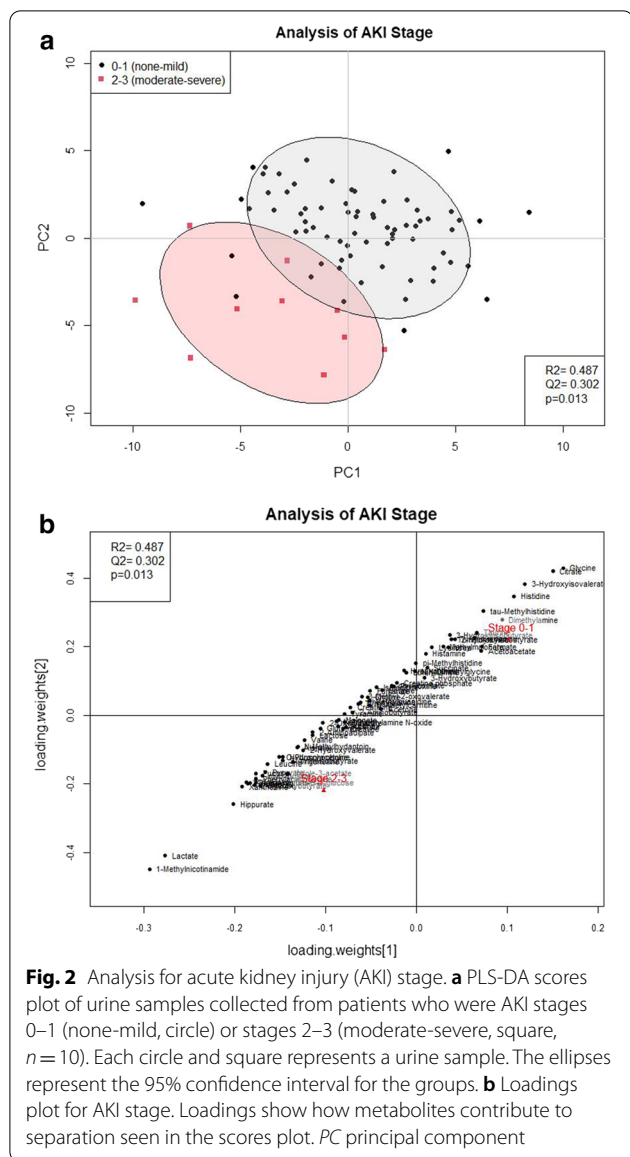 a
Analysis of AKI Stage
0-1 (none-mild)
2-3 (moderate-severe)
10
5
0
-5
-10
PC2
R2= 0.487
Q2= 0.302
p=0.013
-10 -5 0 5 10
PC1
b
Analysis of AKI Stage
R2= 0.487
Q2= 0.302
p=0.013
Glycine
Citrate
3-Hydroxyisovalerate
Histidine
tau-Methylhistidine
Dimethylamine
Stage 0-1
Acetoacetate
Histamine
pi-Methylhistidine
Succinate
3-Hydroxybutyrate
Creatine phosphate
Lactose
Valine
N-Methylhydantoin
2-Hydroxyvalerate
Leucine
Stage 2-3
Hippurate
Lactate
1-Methylnicotinamide
0.4
0.2
0.0
-0.2
-0.4
loading.weights[2]
-0.3 -0.2 -0.1 0.0 0.1 0.2
loading.weights[1]
Fig. 2 Analysis for acute kidney injury (AKI) stage. a PLS-DA scores
plot of urine samples collected from patients who were AKI stages
0–1 (none-mild, circle) or stages 2–3 (moderate-severe, square,
n = 10). Each circle and square represents a urine sample. The ellipses
represent the 95% confidence interval for the groups. b Loadings
plot for AKI stage. Loadings show how metabolites contribute to
separation seen in the scores plot. PC principal component